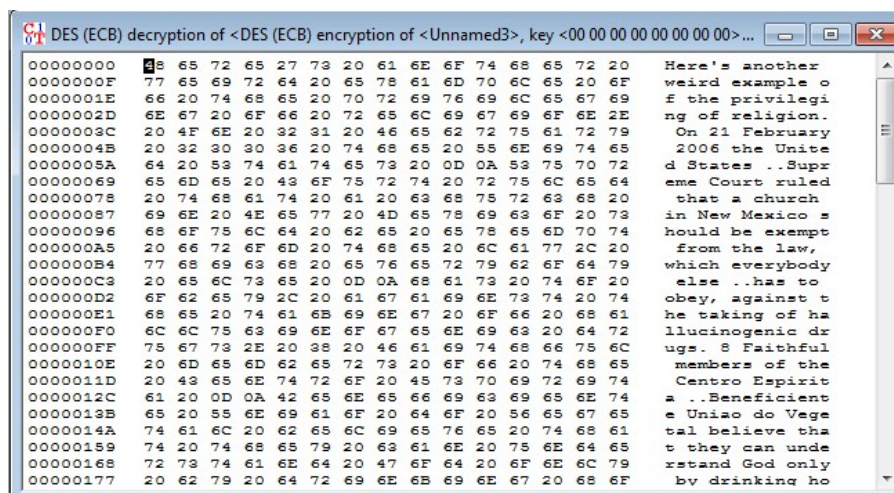 DES (ECB) decryption of <DES (ECB) encryption of <Unnamed3>, key <00 00 00 00 00 00 00 00>...
00000000 48 65 72 65 27 73 20 61 6E 6F 74 68 65 72 20 Here's another
0000000F 77 65 69 72 64 20 65 78 61 6D 70 6C 65 20 6F weird example o
0000001E 66 20 74 68 65 20 70 72 69 76 69 6C 65 67 69 f the privilegi
0000002D 6E 67 20 6F 66 20 72 65 6C 69 67 69 6F 6E 2E ng of religion.
0000003C 20 4F 6E 20 32 31 20 46 65 62 72 75 61 72 79 On 21 February
0000004B 20 32 30 30 36 20 74 68 65 20 55 6E 69 74 65 2006 the Unite
0000005A 64 20 53 74 61 74 65 73 20 0D 0A 53 75 70 72 d States ..Supr
00000069 65 6D 65 20 43 6F 75 72 74 20 72 75 6C 65 64 eme Court ruled
00000078 20 74 68 61 74 20 61 20 63 68 75 72 63 68 20 that a church
00000087 69 6E 20 4E 65 77 20 4D 65 78 69 63 6F 20 73 in New Mexico s
00000096 68 6F 75 6C 64 20 62 65 20 65 78 65 6D 70 74 hould be exempt
000000A5 20 66 72 6F 6D 20 74 68 65 20 6C 61 77 2C 20 from the law,
000000B4 77 68 69 63 68 20 65 76 65 72 79 62 6F 64 79 which everybody
000000C3 20 65 6C 73 65 20 0D 0A 68 61 73 20 74 6F 20 else ..has to
000000D2 6F 62 65 79 2C 20 61 67 61 69 6E 73 74 20 74 obey, against t
000000E1 68 65 20 74 61 6B 69 6E 67 20 6F 66 20 68 61 he taking of ha
000000F0 6C 6C 75 63 69 6E 6F 67 65 6E 69 63 20 64 72 llucinogenic dr
000000FF 75 67 73 2E 20 38 20 46 61 69 74 68 66 75 6C ugs. 8 Faithful
0000010E 20 6D 65 6D 62 65 72 73 20 6F 66 20 74 68 65 members of the
0000011D 20 43 65 6E 74 72 6F 20 45 73 70 69 72 69 74 Centro Espirit
0000012C 61 20 0D 0A 42 65 6E 65 66 69 63 69 65 6E 74 a ..Beneficient
0000013B 65 20 55 6E 69 61 6F 20 64 6F 20 56 65 67 65 e Uniao do Vege
0000014A 74 61 6C 20 62 65 6C 69 65 76 65 20 74 68 61 tal believe tha
00000159 74 20 74 68 65 79 20 63 61 6E 20 75 6E 64 65 t they can unde
00000168 72 73 74 61 6E 64 20 47 6F 64 20 6F 6E 6C 79 rstand God only
00000177 20 62 79 20 64 72 69 6E 6B 69 6E 67 20 68 6F by drinking ho